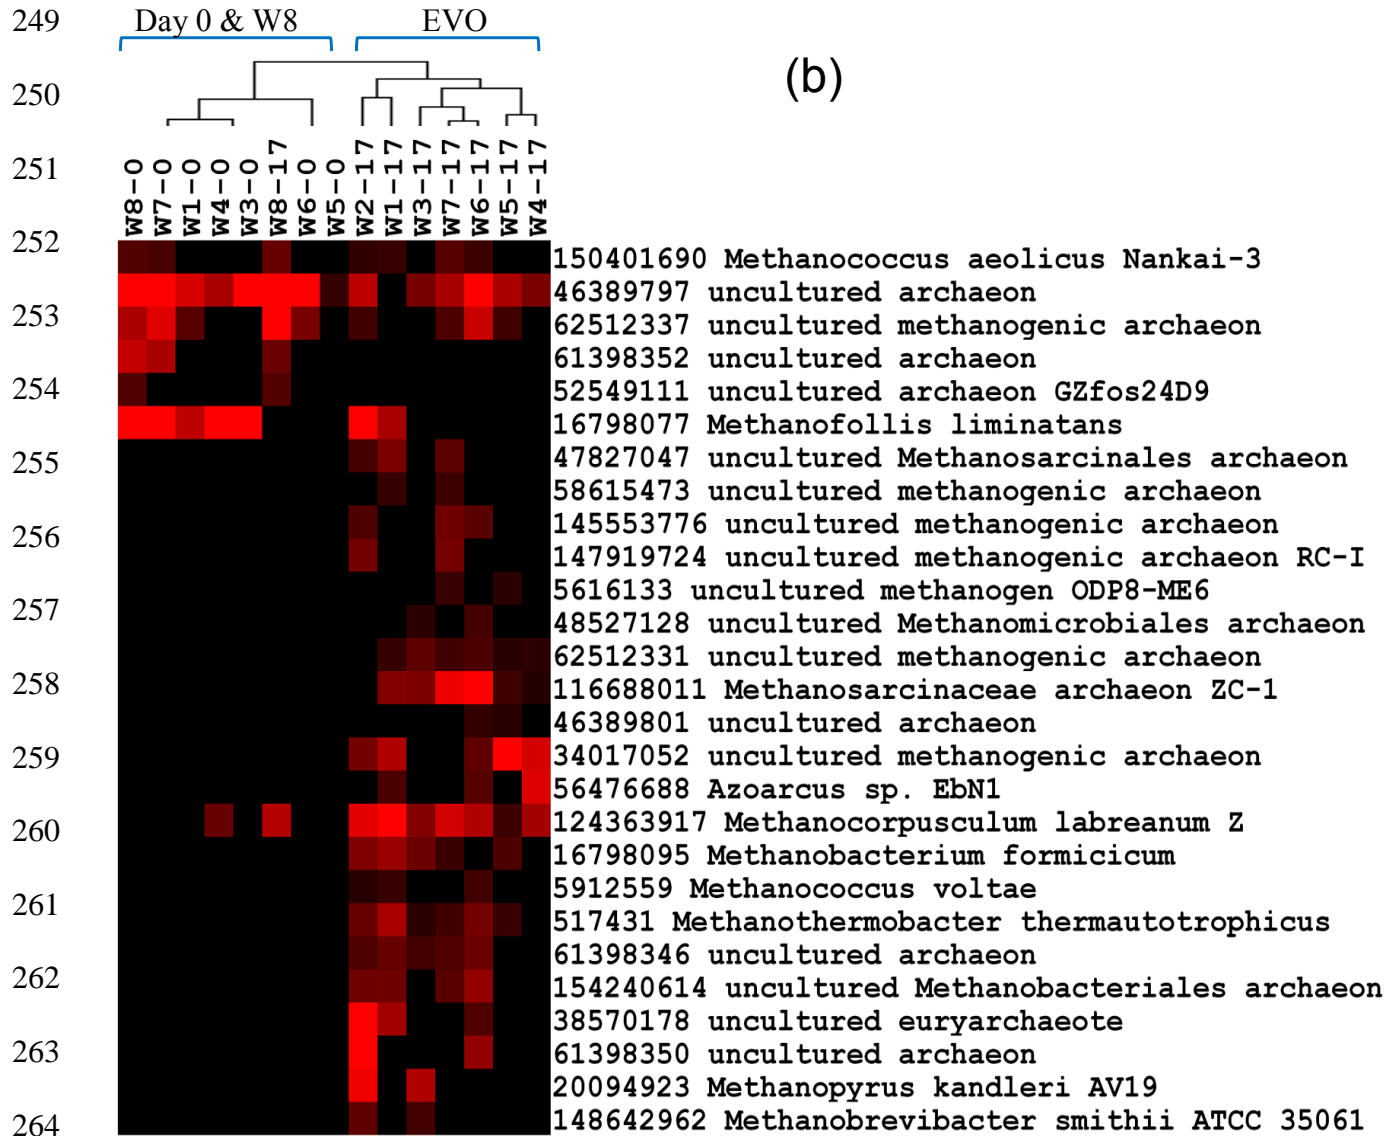 249
Day 0 & W8 EVO
250
(b)
251
W8-0 W7-0 W1-0 W4-0 W3-0 W8-17 W6-0 W5-0 W2-17 W1-17 W3-17 W7-17 W6-17 W5-17 W4-17
252
150401690 Methanococcus aeolicus Nankai-3
46389797 uncultured archaeon
253
62512337 uncultured methanogenic archaeon
61398352 uncultured archaeon
254
52549111 uncultured archaeon GZfos24D9
16798077 Methanofollis liminatans
255
47827047 uncultured Methanosarcinales archaeon
58615473 uncultured methanogenic archaeon
145553776 uncultured methanogenic archaeon
256
147919724 uncultured methanogenic archaeon RC-I
5616133 uncultured methanogen ODP8-ME6
257
48527128 uncultured Methanomicrobiales archaeon
62512331 uncultured methanogenic archaeon
258
116688011 Methanosarcinaceae archaeon ZC-1
46389801 uncultured archaeon
259
34017052 uncultured methanogenic archaeon
56476688 Azoarcus sp. EbN1
260
124363917 Methanocorpusculum labreanum Z
16798095 Methanobacterium formicicum
5912559 Methanococcus voltae
261
517431 Methanothermobacter thermautotrophicus
61398346 uncultured archaeon
262
154240614 uncultured Methanobacteriales archaeon
38570178 uncultured euryarchaeote
263
61398350 uncultured archaeon
20094923 Methanopyrus kandleri AV19
264
148642962 Methanobrevibacter smithii ATCC 35061